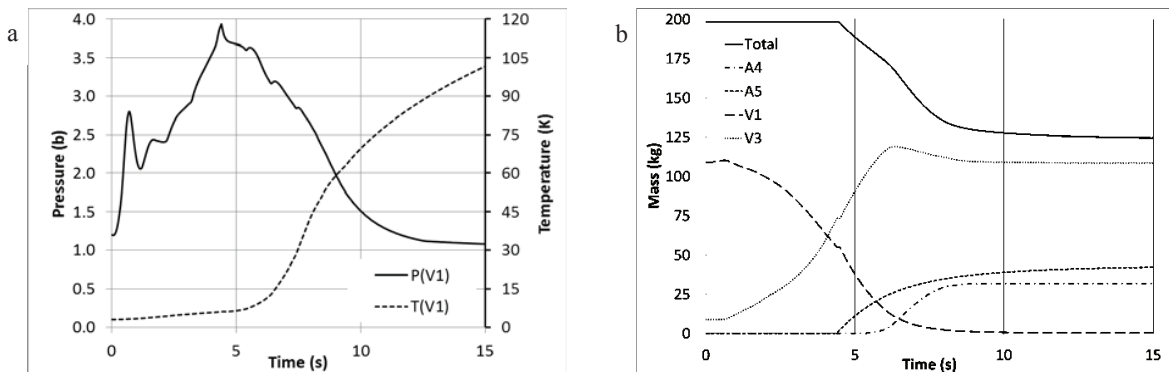 a
4.0
3.5
3.0
2.5
2.0
1.5
1.0
0.5
0.0
Pressure (b)
120
105
90
75
60
45
30
15
0
Temperature (K)
P(V1)
T(V1)
0
5
10
15
Time (s)
b
200
175
150
125
100
75
50
25
0
Mass (kg)
Total
A4
A5
V1
V3
0
5
10
15
Time (s)